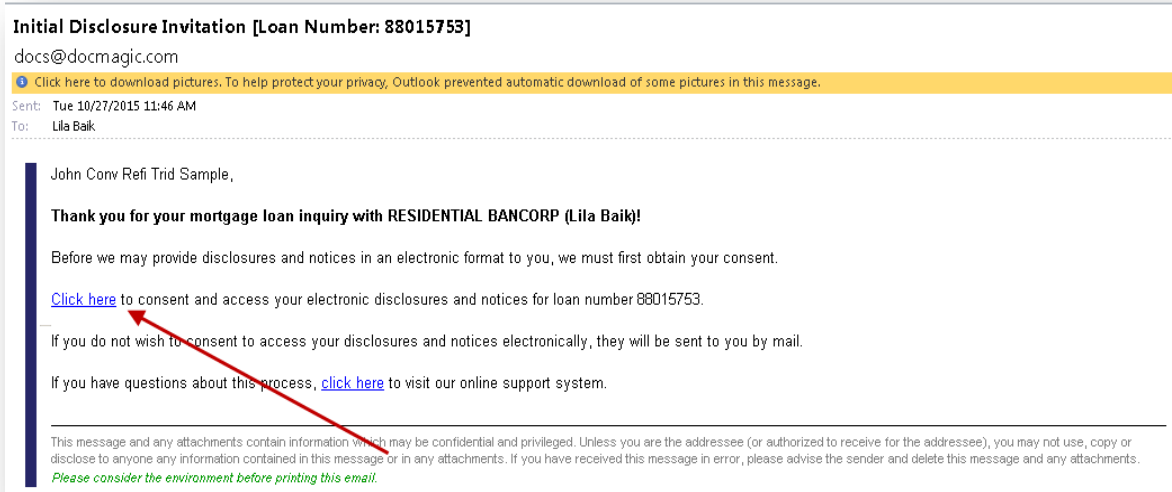 Initial Disclosure Invitation [Loan Number: 88015753]
docs@docmagic.com
Click here to download pictures. To help protect your privacy, Outlook prevented automatic download of some pictures in this message.
Sent: Tue 10/27/2015 11:46 AM
To: Lila Baik
John Conv Refi Trid Sample,
Thank you for your mortgage loan inquiry with RESIDENTIAL BANCORP (Lila Baik)!
Before we may provide disclosures and notices in an electronic format to you, we must first obtain your consent.
Click here to consent and access your electronic disclosures and notices for loan number 88015753.
If you do not wish to consent to access your disclosures and notices electronically, they will be sent to you by mail.
If you have questions about this process, click here to visit our online support system.
This message and any attachments contain information which may be confidential and privileged. Unless you are the addressee (or authorized to receive for the addressee), you may not use, copy or
disclose to anyone any information contained in this message or in any attachments. If you have received this message in error, please advise the sender and delete this message and any attachments.
Please consider the environment before printing this email.